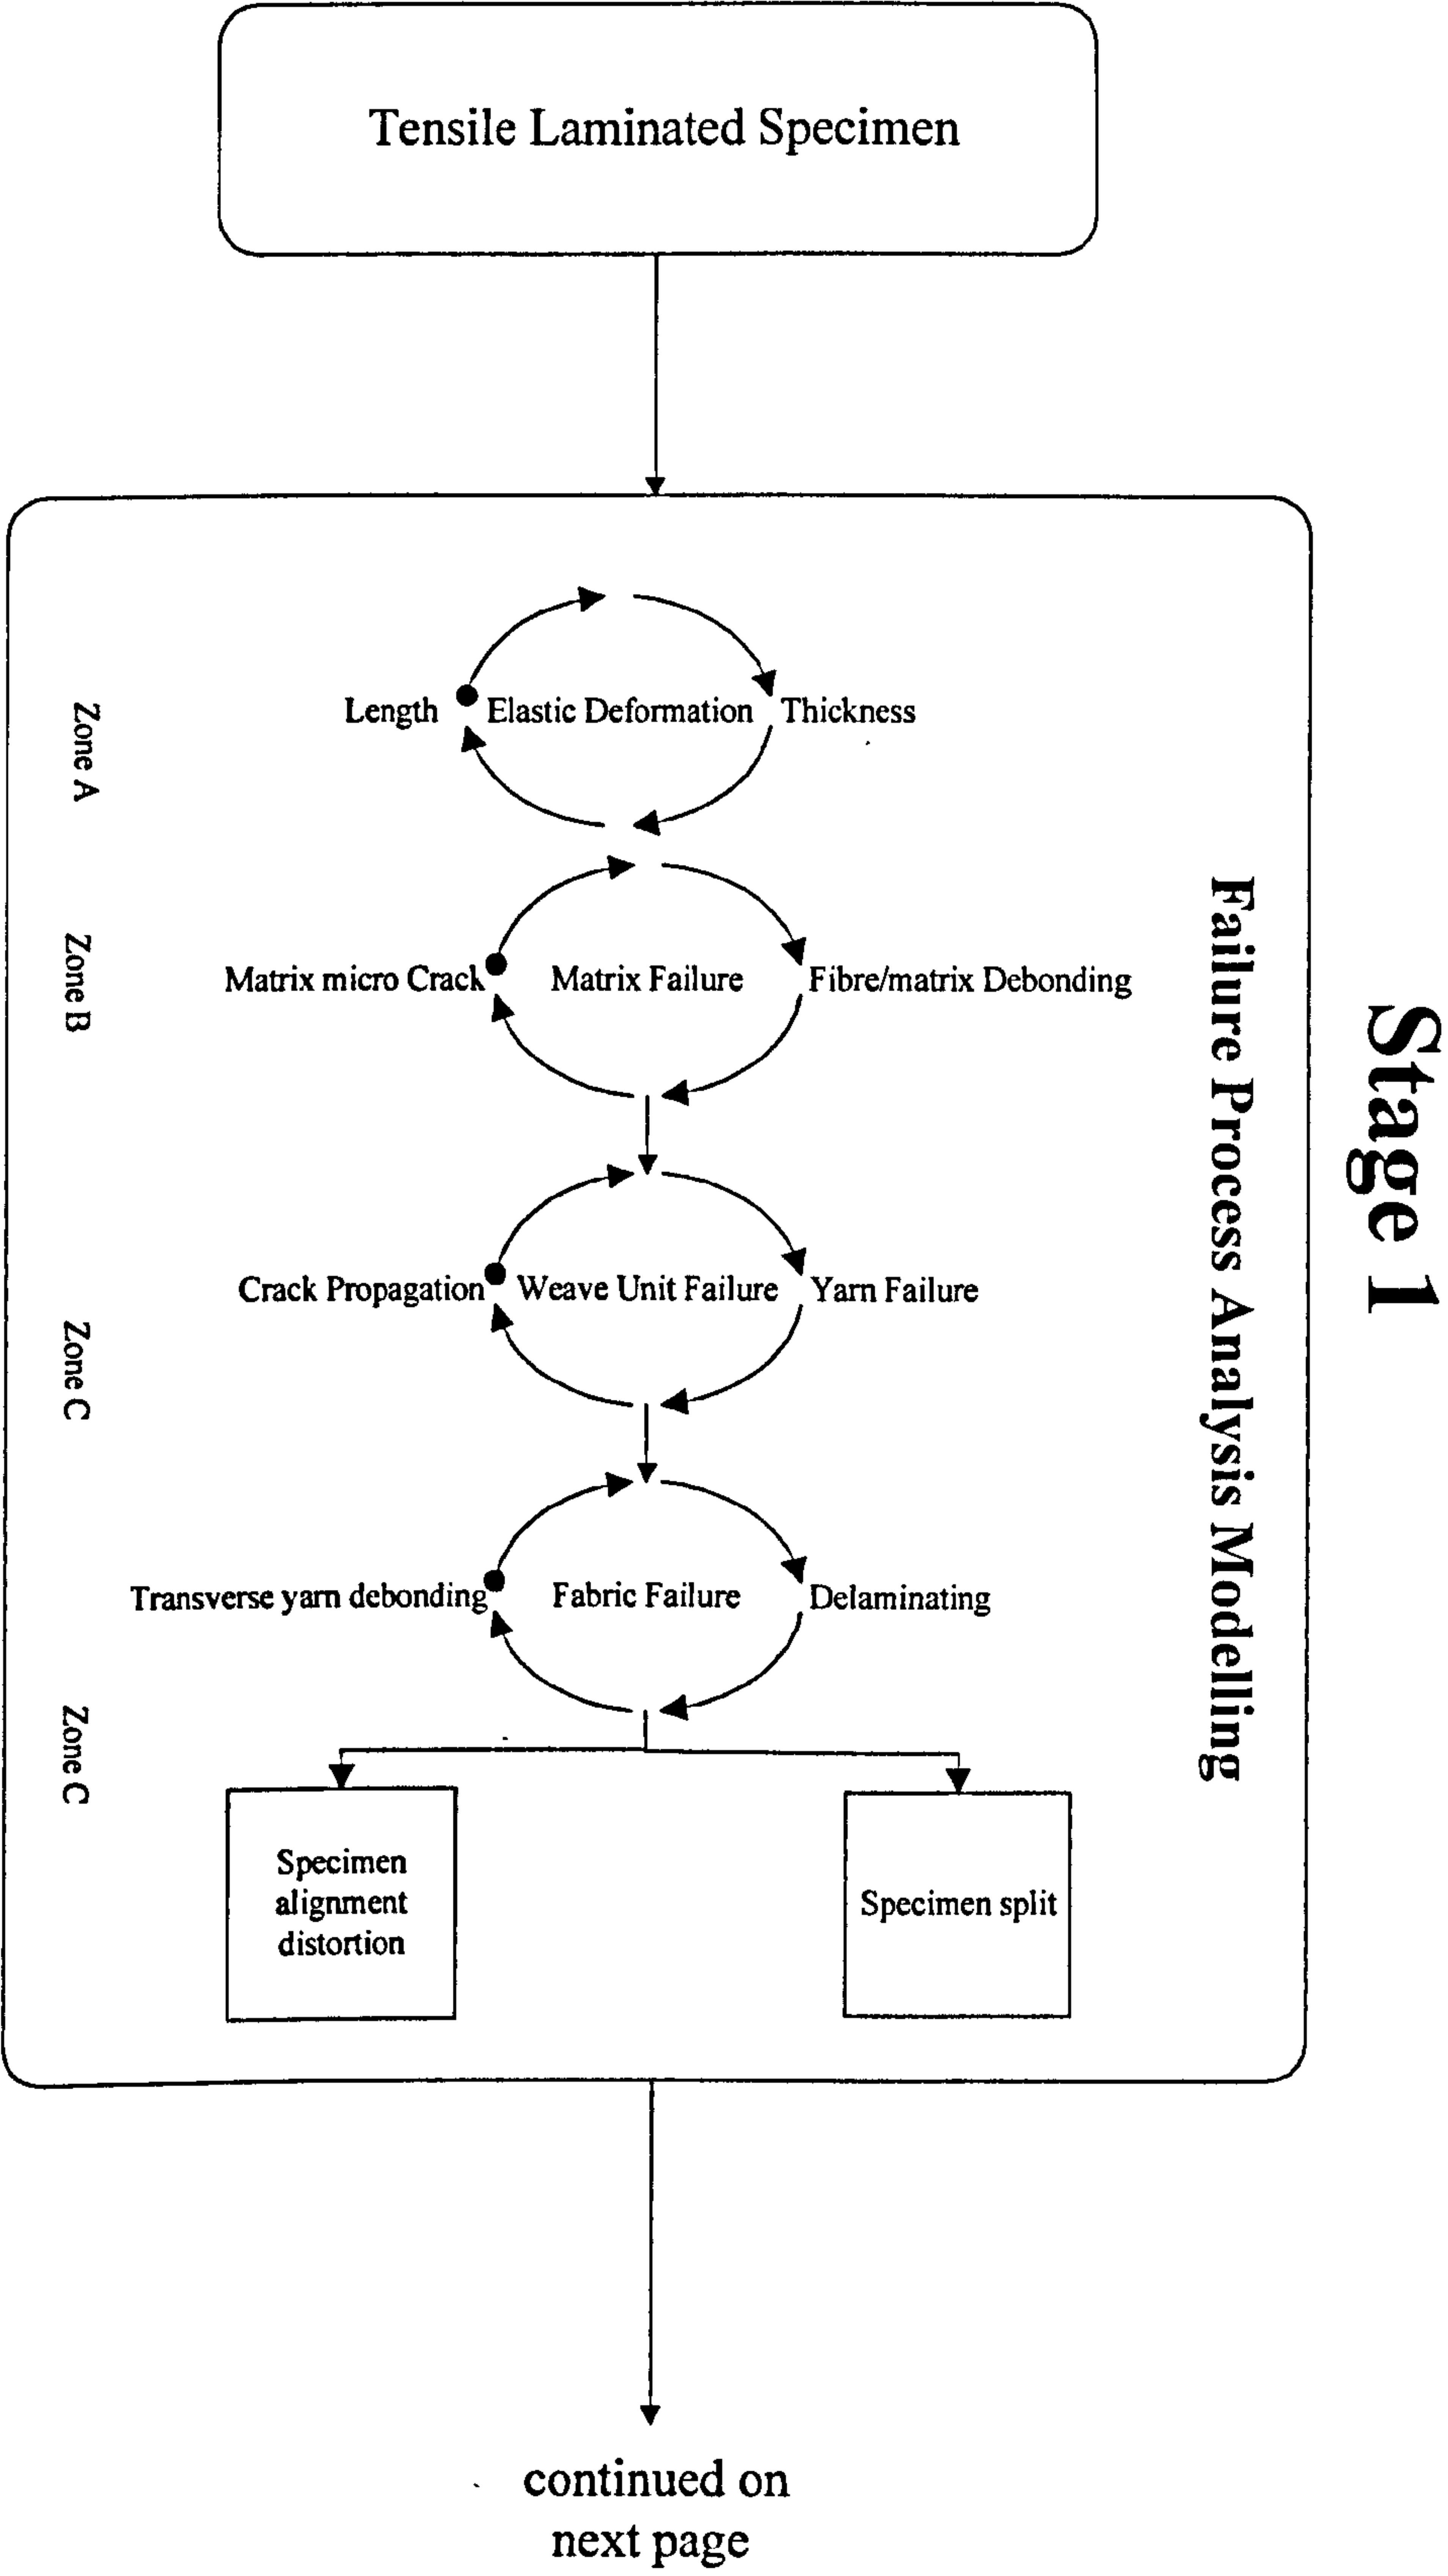 Stage 1
Tensile Laminated Specimen
Failure Process Analysis Modelling
Length Elastic Deformation Thickness
Zone A
Matrix micro Crack Matrix Failure Fibre/matrix Debonding
Zone B
Crack Propagation Weave Unit Failure Yarn Failure
Zone C
Transverse yarn debonding Fabric Failure Delaminating
Zone C
Specimen
alignment
distortion
Specimen split
continued on
next page